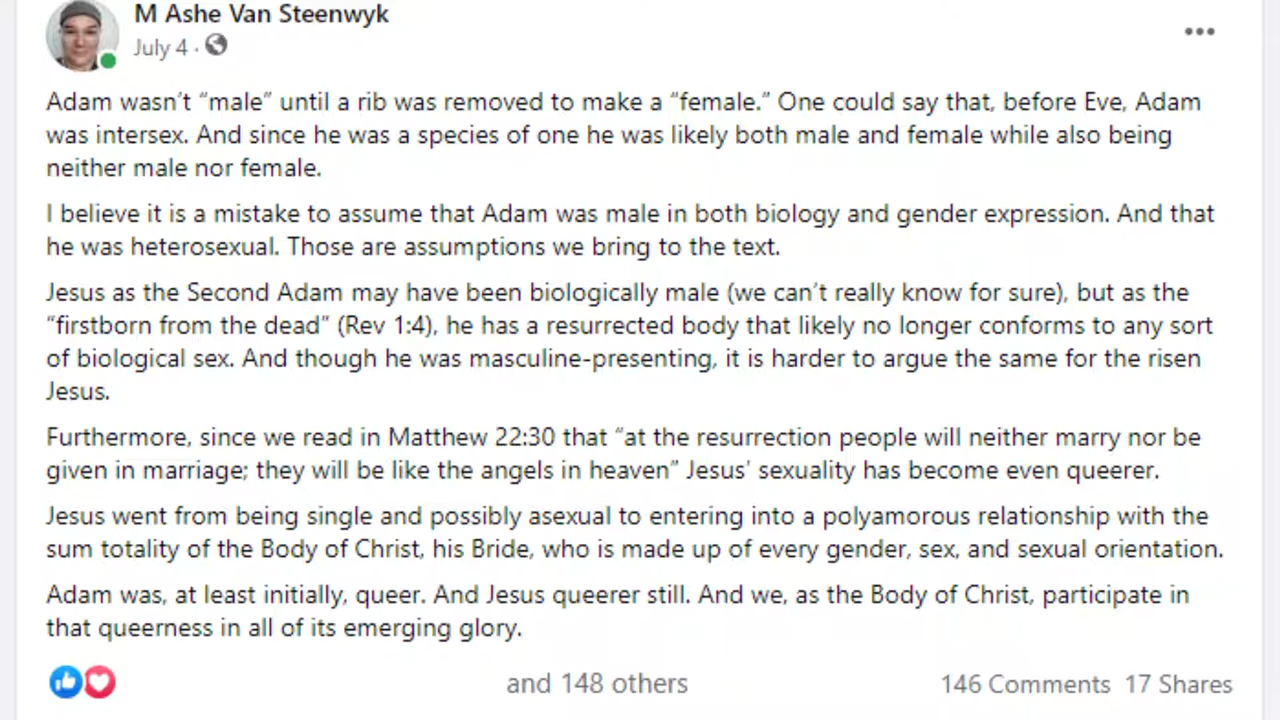 M Ashe Van Steenwyk
July 4 ·
Adam wasn't “male” until a rib was removed to make a “female.” One could say that, before Eve, Adam
was intersex. And since he was a species of one he was likely both male and female while also being
neither male nor female.
I believe it is a mistake to assume that Adam was male in both biology and gender expression. And that
he was heterosexual. Those are assumptions we bring to the text.
Jesus as the Second Adam may have been biologically male (we can't really know for sure), but as the
“firstborn from the dead” (Rev 1:4), he has a resurrected body that likely no longer conforms to any sort
of biological sex. And though he was masculine-presenting, it is harder to argue the same for the risen
Jesus.
Furthermore, since we read in Matthew 22:30 that “at the resurrection people will neither marry nor be
given in marriage; they will be like the angels in heaven” Jesus' sexuality has become even queerer.
Jesus went from being single and possibly asexual to entering into a polyamorous relationship with the
sum totality of the Body of Christ, his Bride, who is made up of every gender, sex, and sexual orientation.
Adam was, at least initially, queer. And Jesus queerer still. And we, as the Body of Christ, participate in
that queerness in all of its emerging glory.
and 148 others 146 Comments 17 Shares